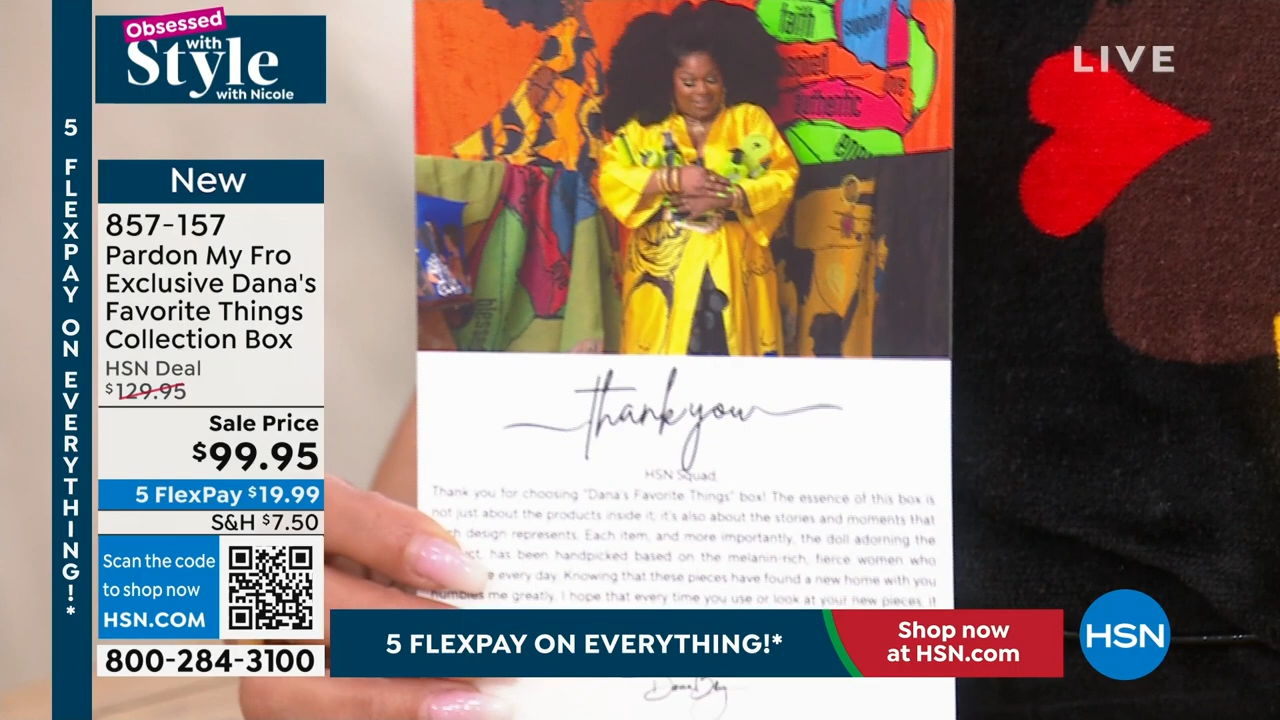 Obsessed
with
Style
with Nicole
5 FLEXPAY ON EVERYTHING!*
New
857-157
Pardon My Fro
Exclusive Dana's
Favorite Things
Collection Box
HSN Deal
$129.95
Sale Price
$99.95
5 FlexPay $19.99
S&H $7.50
Scan the code
to shop now
HSN.COM
800-284-3100
LIVE
faith
support
authentic
blessed
thank you
HSN Squad,
Thank you for choosing "Dana's Favorite Things" box! The essence of this box is
not just about the products inside it; it's also about the stories and moments that
design represents. Each item, and more importantly, the doll adorning the
has been handpicked based on the melanin-rich, fierce women who
every day. Knowing that these pieces have found a new home with you
humbles me greatly. I hope that every time you use or look at your new pieces, it
5 FLEXPAY ON EVERYTHING!*
Shop now
at HSN.com
HSN